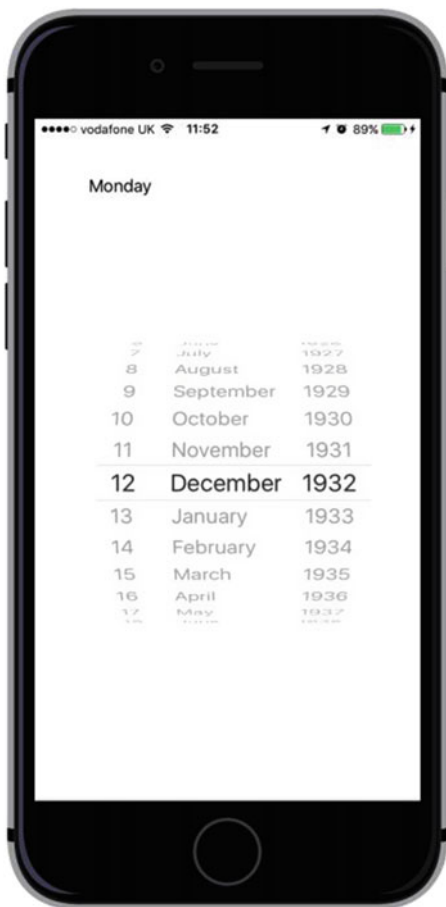 vodafone UK 11:52 89%
Monday
7 July 1927
8 August 1928
9 September 1929
10 October 1930
11 November 1931
12 December 1932
13 January 1933
14 February 1934
15 March 1935
16 April 1936
17 May 1937